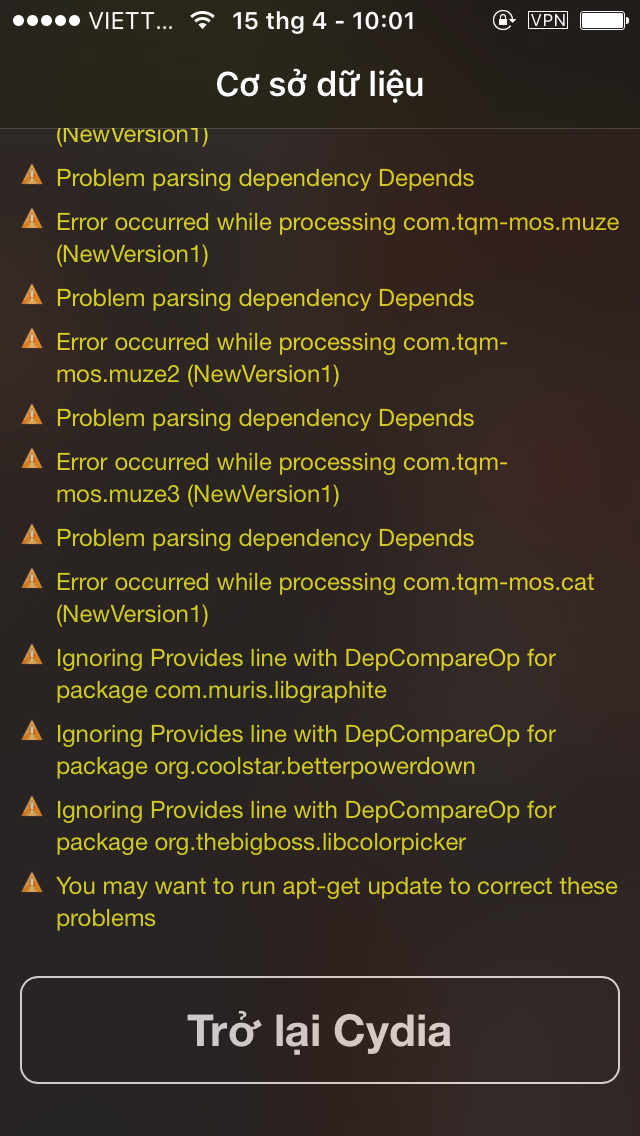 VIETT... 15 thg 4 - 10:01 VPN
Cơ sở dữ liệu
(NewVersion1)
Problem parsing dependency Depends
Error occurred while processing com.tqm-mos.muze
(NewVersion1)
Problem parsing dependency Depends
Error occurred while processing com.tqm-
mos.muze2 (NewVersion1)
Problem parsing dependency Depends
Error occurred while processing com.tqm-
mos.muze3 (NewVersion1)
Problem parsing dependency Depends
Error occurred while processing com.tqm-mos.cat
(NewVersion1)
Ignoring Provides line with DepCompareOp for
package com.muris.libgraphite
Ignoring Provides line with DepCompareOp for
package org.coolstar.betterpowerdown
Ignoring Provides line with DepCompareOp for
package org.thebigboss.libcolorpicker
You may want to run apt-get update to correct these
problems
Trở lại Cydia